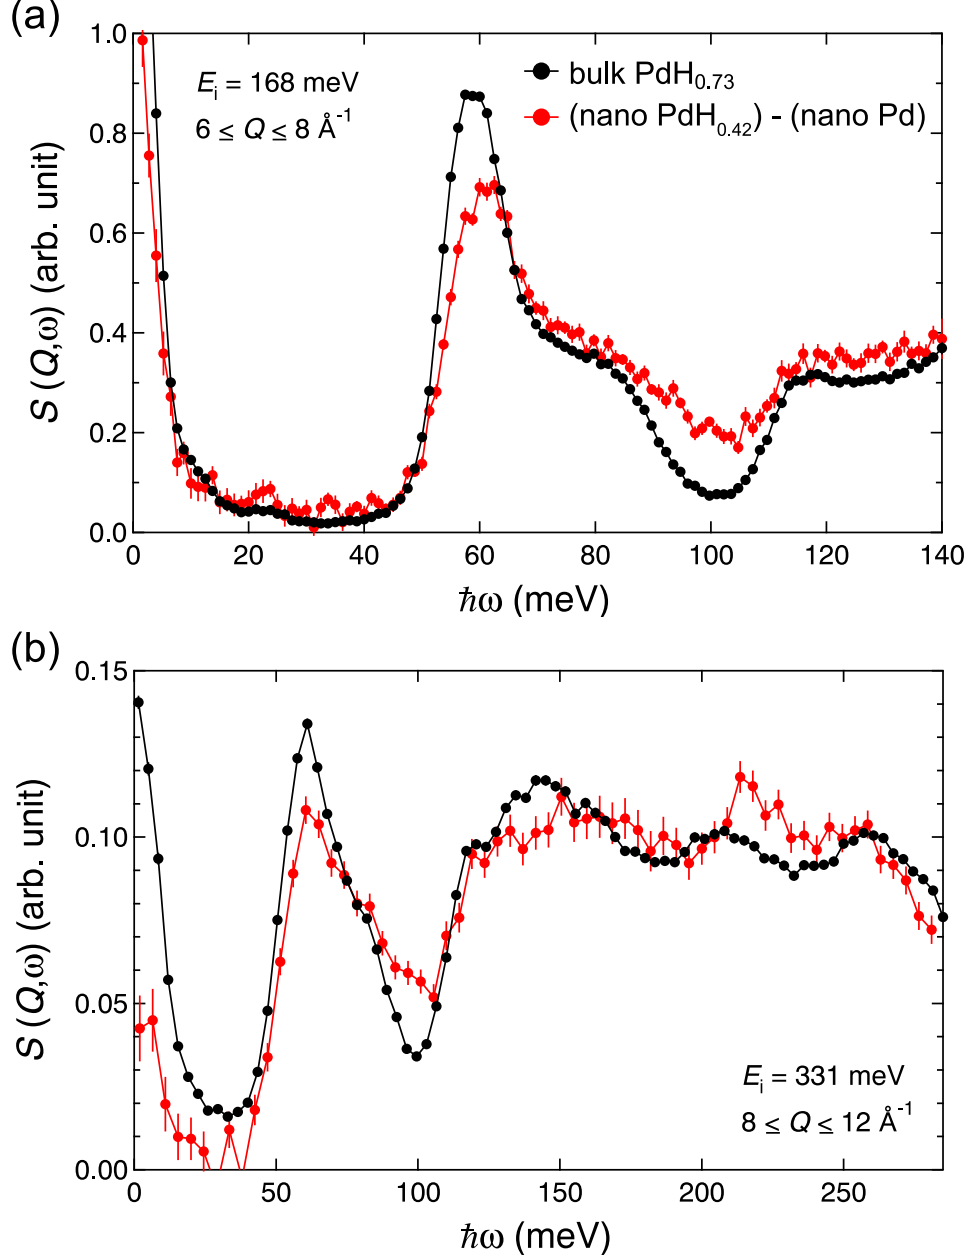 (a)
1.0
0.8
0.6
0.4
0.2
0.0
S (Q,ω) (arb. unit)
Eᵢ = 168 meV
6 ≤ Q ≤ 8 Å⁻¹
bulk PdH₀.₇₃
(nano PdH₀.₄₂) - (nano Pd)
0 20 40 60 80 100 120 140
ℏω (meV)
(b)
0.15
0.10
0.05
0.00
S (Q,ω) (arb. unit)
Eᵢ = 331 meV
8 ≤ Q ≤ 12 Å⁻¹
0 50 100 150 200 250
ℏω (meV)